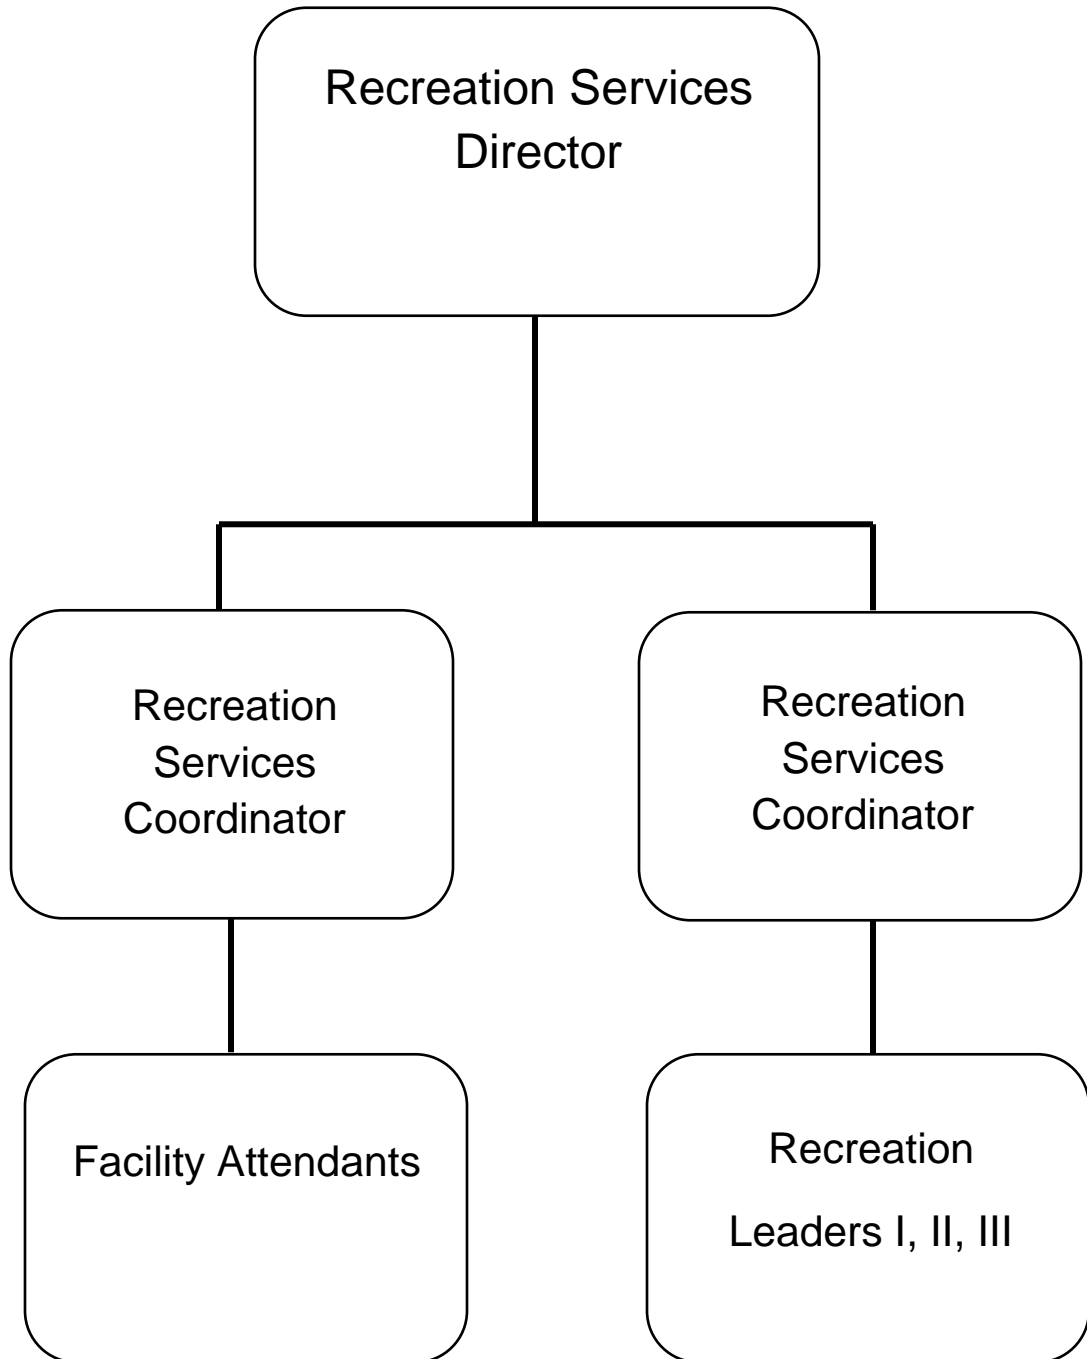 Recreation Services
Director
Recreation
Services
Coordinator
Recreation
Services
Coordinator
Facility Attendants
Recreation
Leaders I, II, III